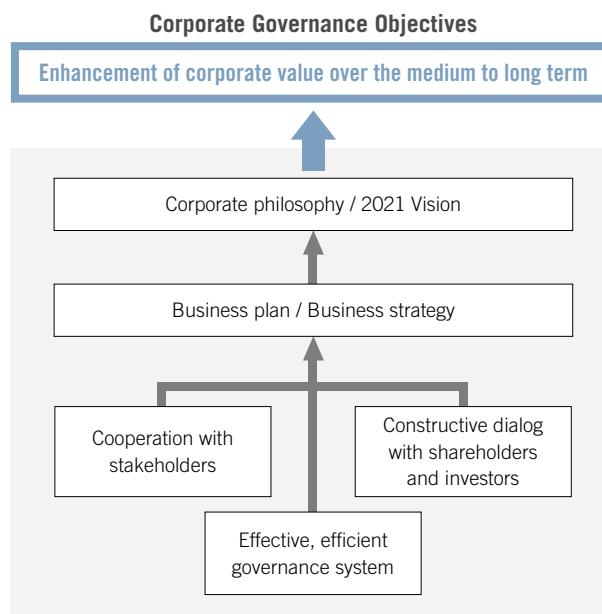 Corporate Governance Objectives
Enhancement of corporate value over the medium to long term
Corporate philosophy / 2021 Vision
Business plan / Business strategy
Cooperation with
stakeholders
Constructive dialog
with shareholders
and investors
Effective, efficient
governance system